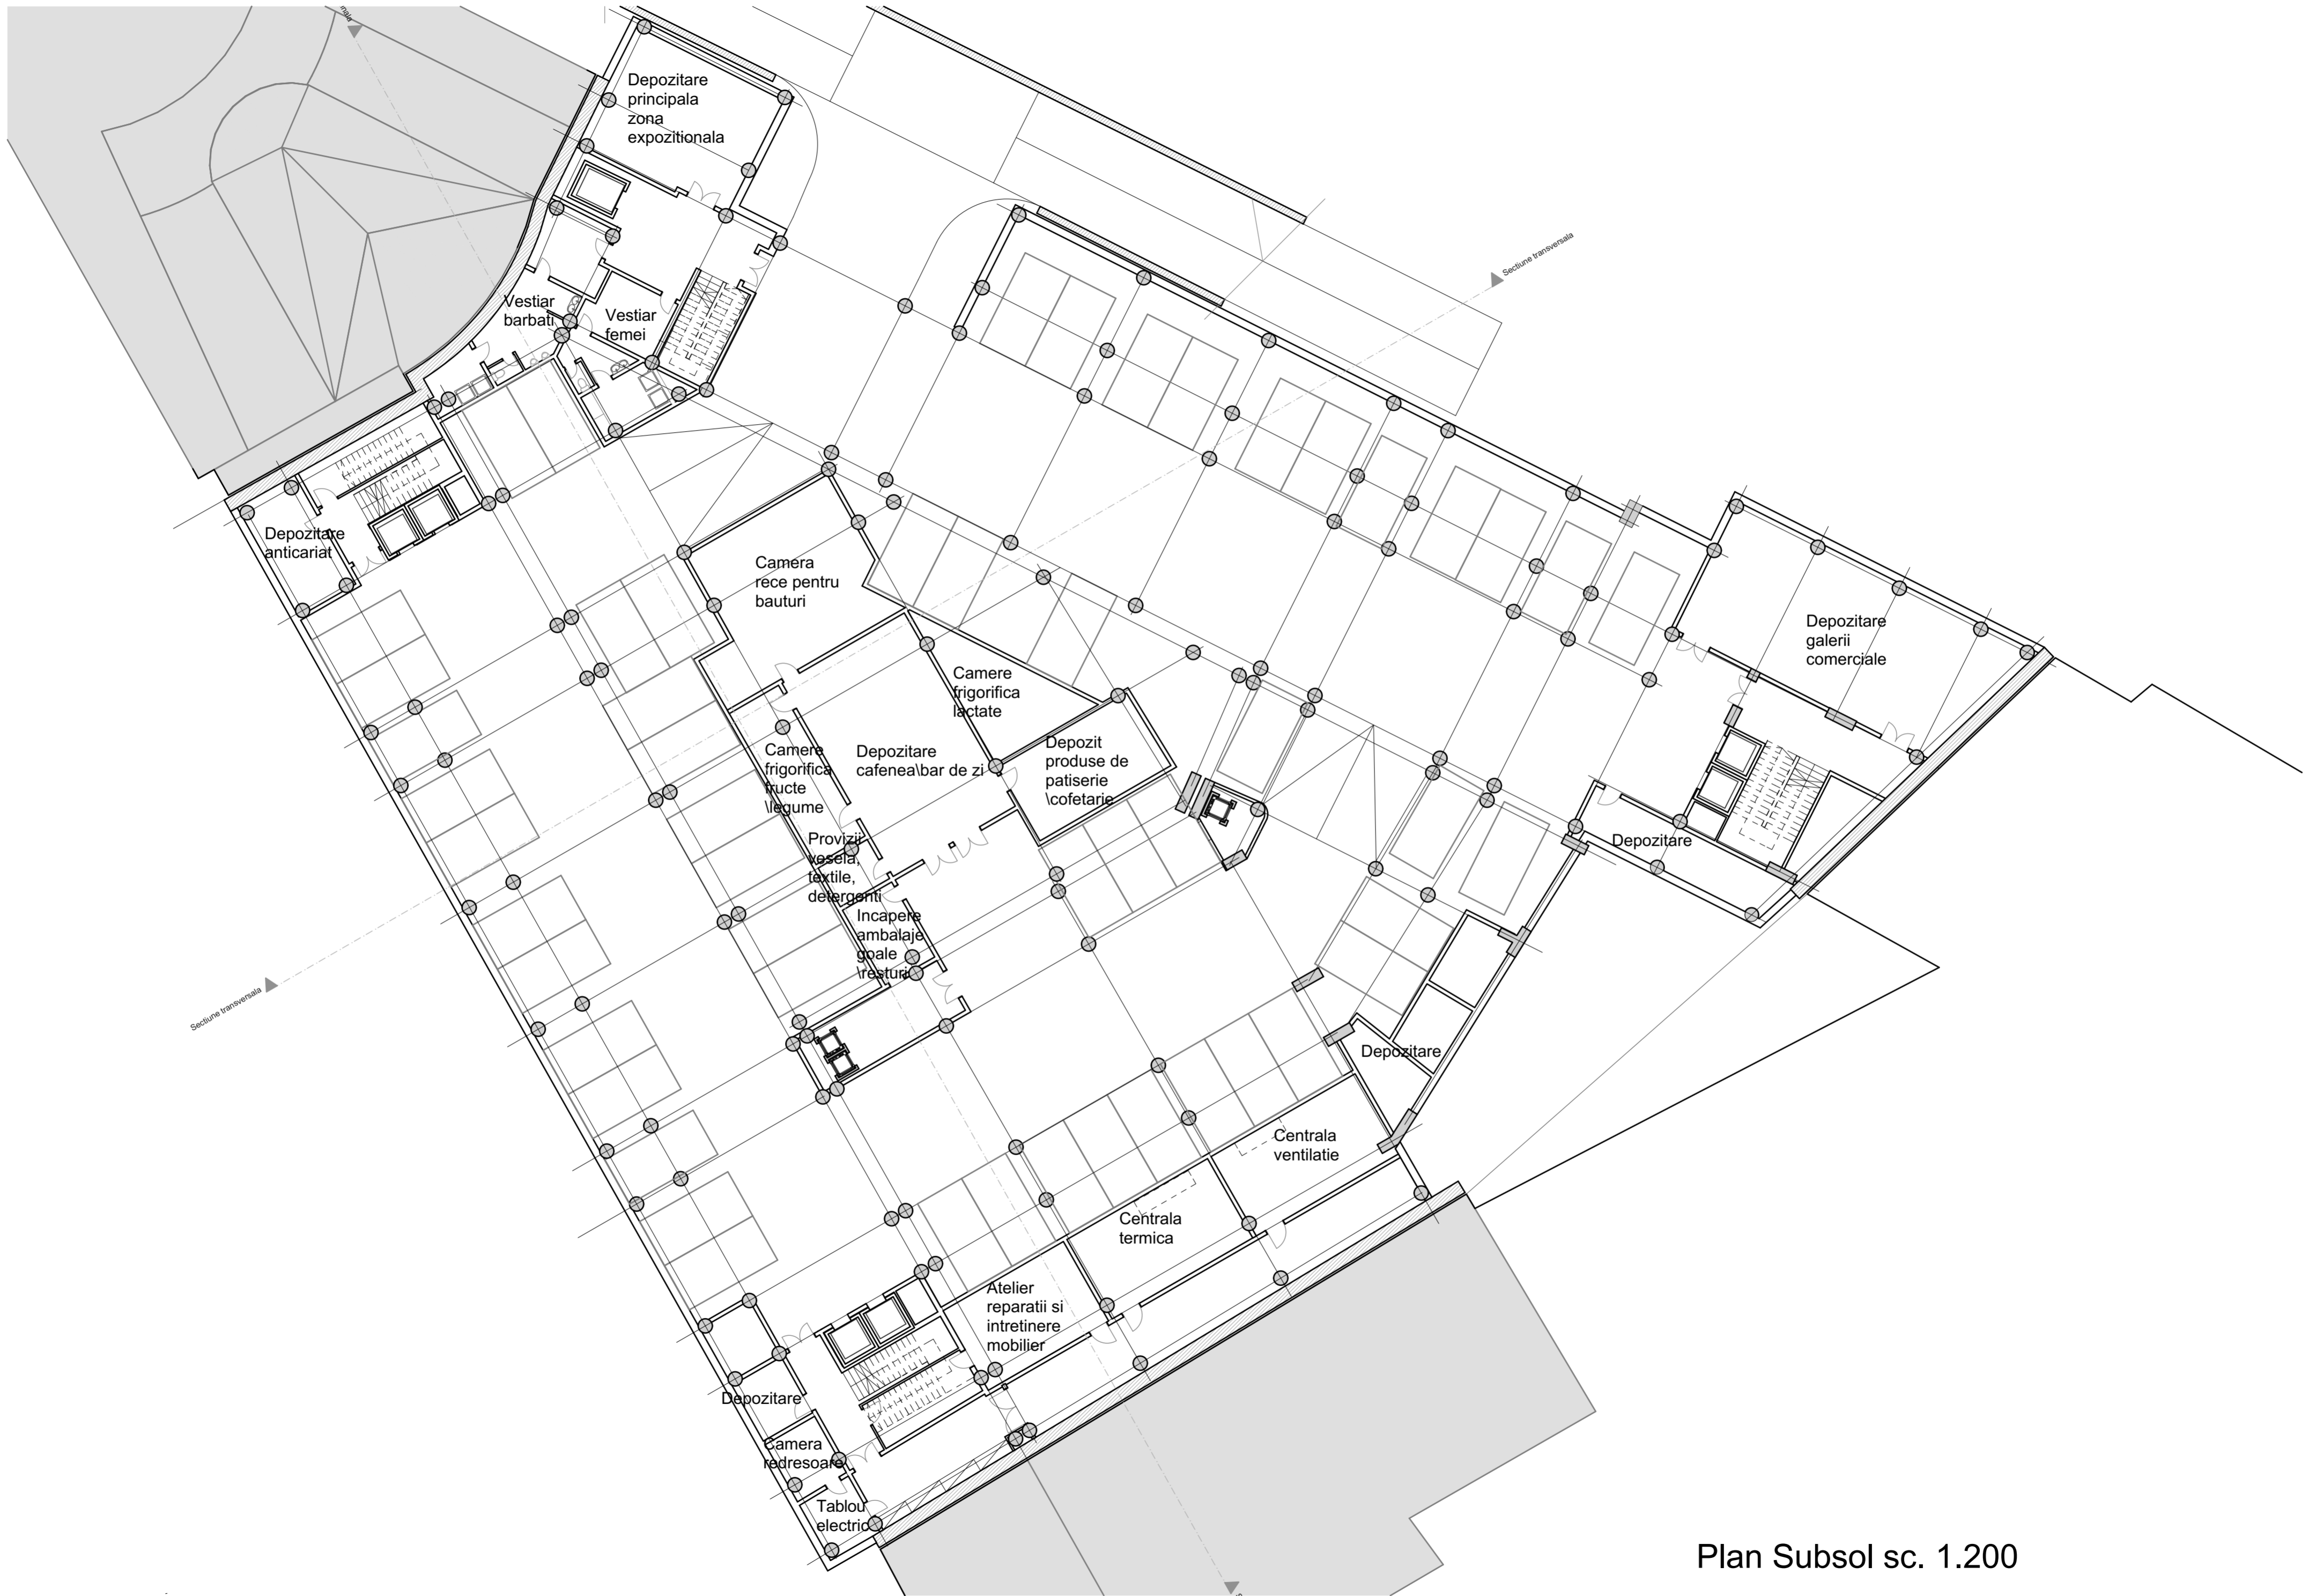 Depozitare
principala
zona
expozitionala
Sectiune transversala
Vestiar
barbati
Vestiar
femei
Depozitare
anticariat
Camera
rece pentru
bauturi
Depozitare
galerii
comerciale
Camere
frigorifica
lactate
Camere
frigorifica
fructe
\legume
Depozitare
cafenea\bar de zi
Depozit
produse de
patiserie
\cofetarie
Provizii
vesela,
textile,
detergenti
Depozitare
Incapere
ambalaje
goale
\resturi
Sectiune transversala
Depozitare
Centrala
ventilatie
Centrala
termica
Atelier
reparatii si
intretinere
mobilier
Depozitare
Camera
redresoare
Tablou
electric
Plan Subsol sc. 1.200